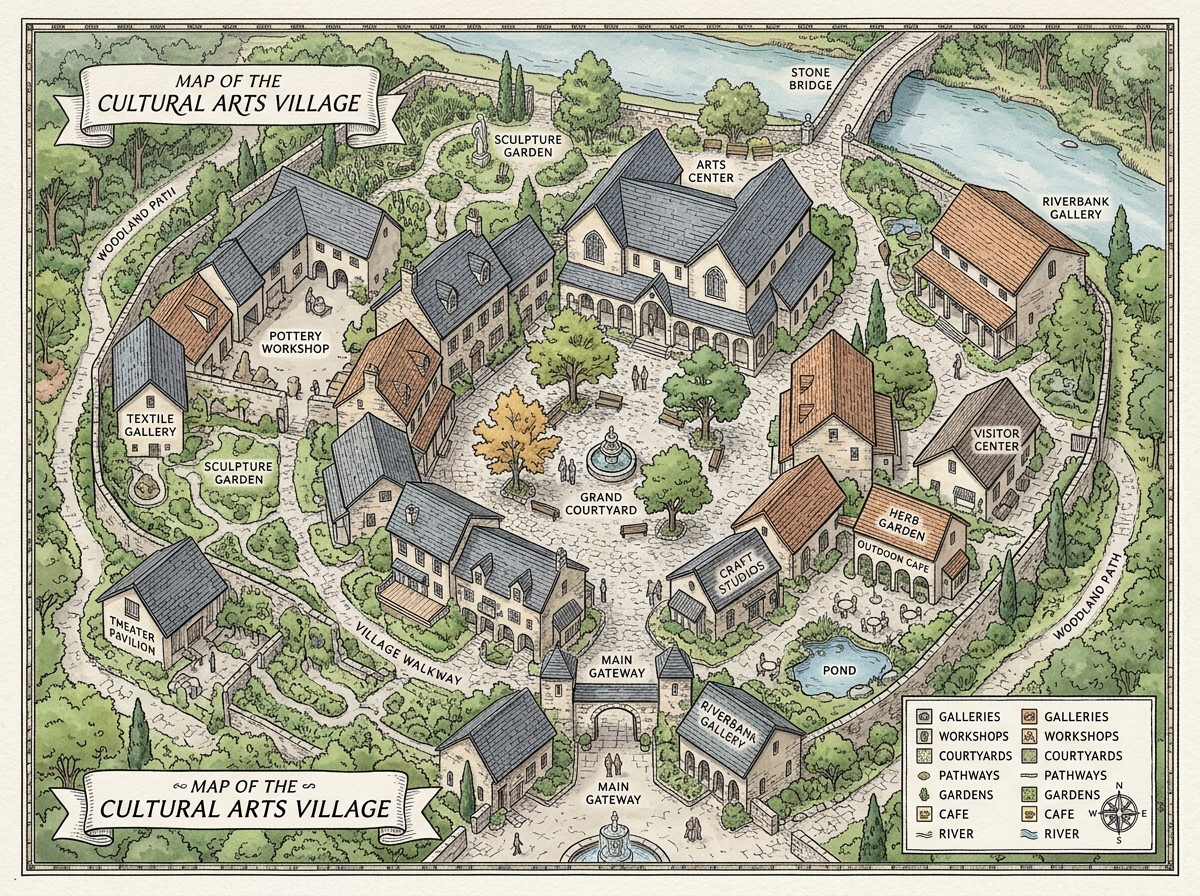 MAP OF THE
CULTURAL ARTS VILLAGE
STONE
BRIDGE
SCULPTURE
GARDEN
ARTS
CENTER
RIVERBANK
GALLERY
WOODLAND PATH
POTTERY
WORKSHOP
TEXTILE
GALLERY
SCULPTURE
GARDEN
VISITOR
CENTER
GRAND
COURTYARD
HERB
GARDEN
OUTDOOR CAFE
CRAFT
STUDIOS
WOODLAND PATH
THEATER
PAVILION
VILLAGE WALKWAY
MAIN
GATEWAY
POND
RIVERBANK
GALLERY
MAIN
GATEWAY
MAP OF THE
CULTURAL ARTS VILLAGE
GALLERIES GALLERIES
WORKSHOPS WORKSHOPS
COURTYARDS COURTYARDS
PATHWAYS PATHWAYS
GARDENS GARDENS
CAFE CAFE
RIVER RIVER
N
W E
S